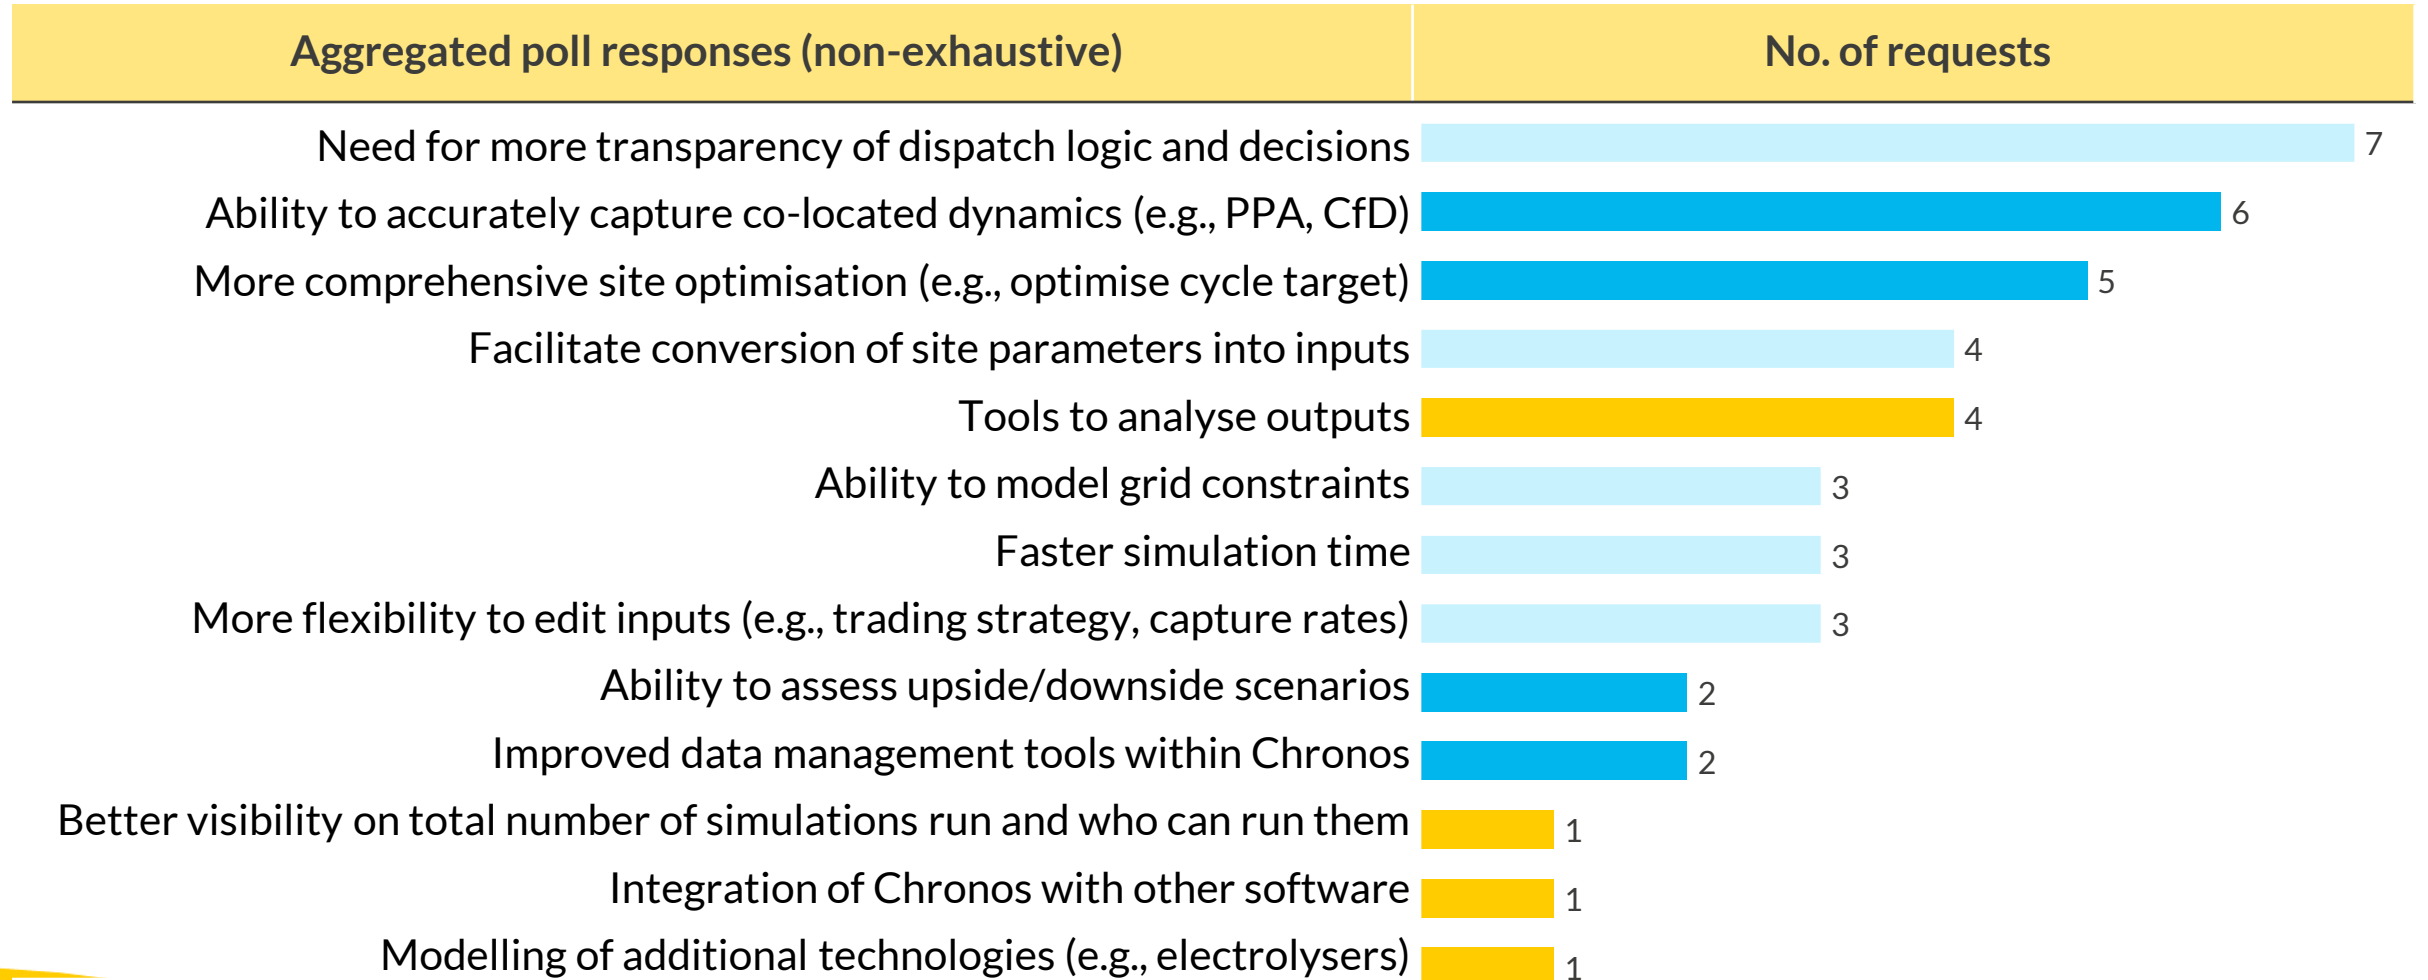 Aggregated poll responses (non-exhaustive) No. of requests
Need for more transparency of dispatch logic and decisions 7
Ability to accurately capture co-located dynamics (e.g., PPA, CfD) 6
More comprehensive site optimisation (e.g., optimise cycle target) 5
Facilitate conversion of site parameters into inputs 4
Tools to analyse outputs 4
Ability to model grid constraints 3
Faster simulation time 3
More flexibility to edit inputs (e.g., trading strategy, capture rates) 3
Ability to assess upside/downside scenarios 2
Improved data management tools within Chronos 2
Better visibility on total number of simulations run and who can run them 1
Integration of Chronos with other software 1
Modelling of additional technologies (e.g., electrolysers) 1